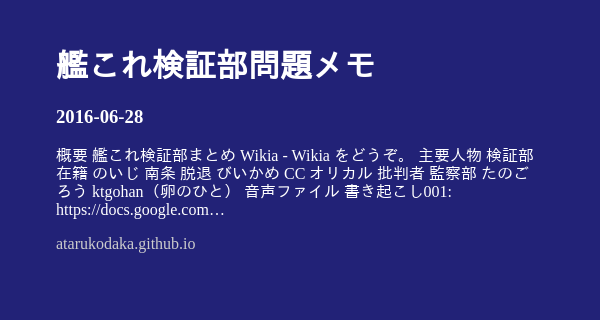 艦これ検証部問題メモ
2016-06-28
概要 艦これ検証部まとめ Wikia - Wikia をどうぞ。 主要人物 検証部
在籍 のいじ 南条 脱退 びいかめ CC オリカル 批判者 監察部 たのご
ろう ktgohan（卵のひと） 音声ファイル 書き起こし001:
https://docs.google.com…
atarukodaka.github.io